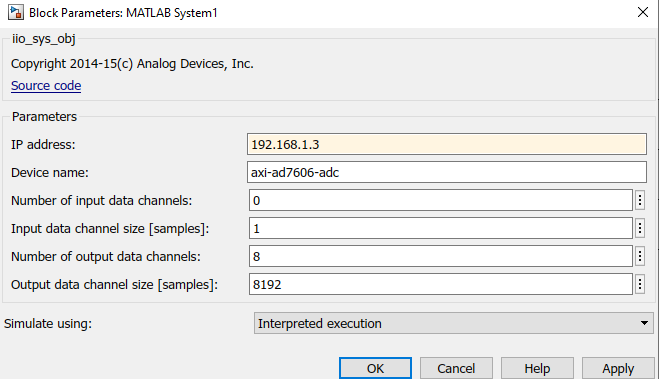 Block Parameters: MATLAB System1
iio_sys_obj
Copyright 2014-15(c) Analog Devices, Inc.
Source code
Parameters
IP address: 192.168.1.3
Device name: axi-ad7606-adc
Number of input data channels: 0
Input data channel size [samples]: 1
Number of output data channels: 8
Output data channel size [samples]: 8192
Simulate using: Interpreted execution
OK Cancel Help Apply